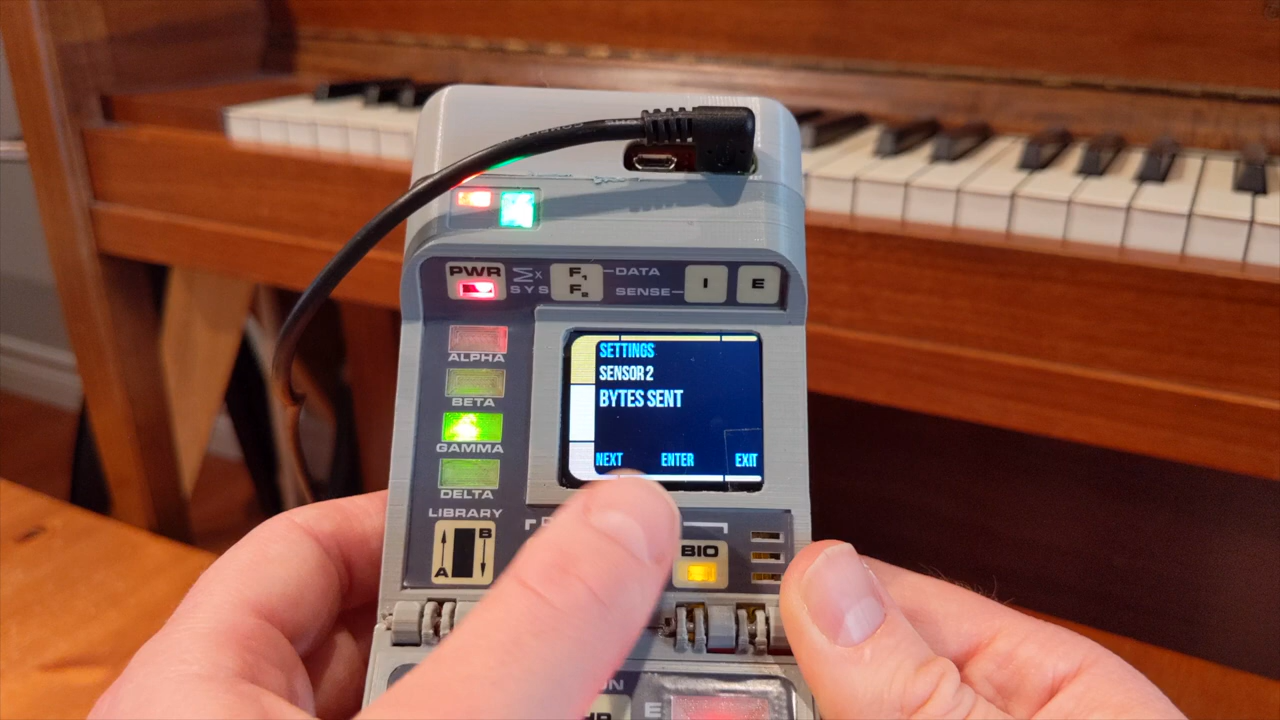 PWR
SYS
F1
F2
DATA
SENSE
I
E
ALPHA
BETA
GAMMA
DELTA
SETTINGS
SENSOR 2
BYTES SENT
NEXT ENTER EXIT
LIBRARY
B
A
BIO
E